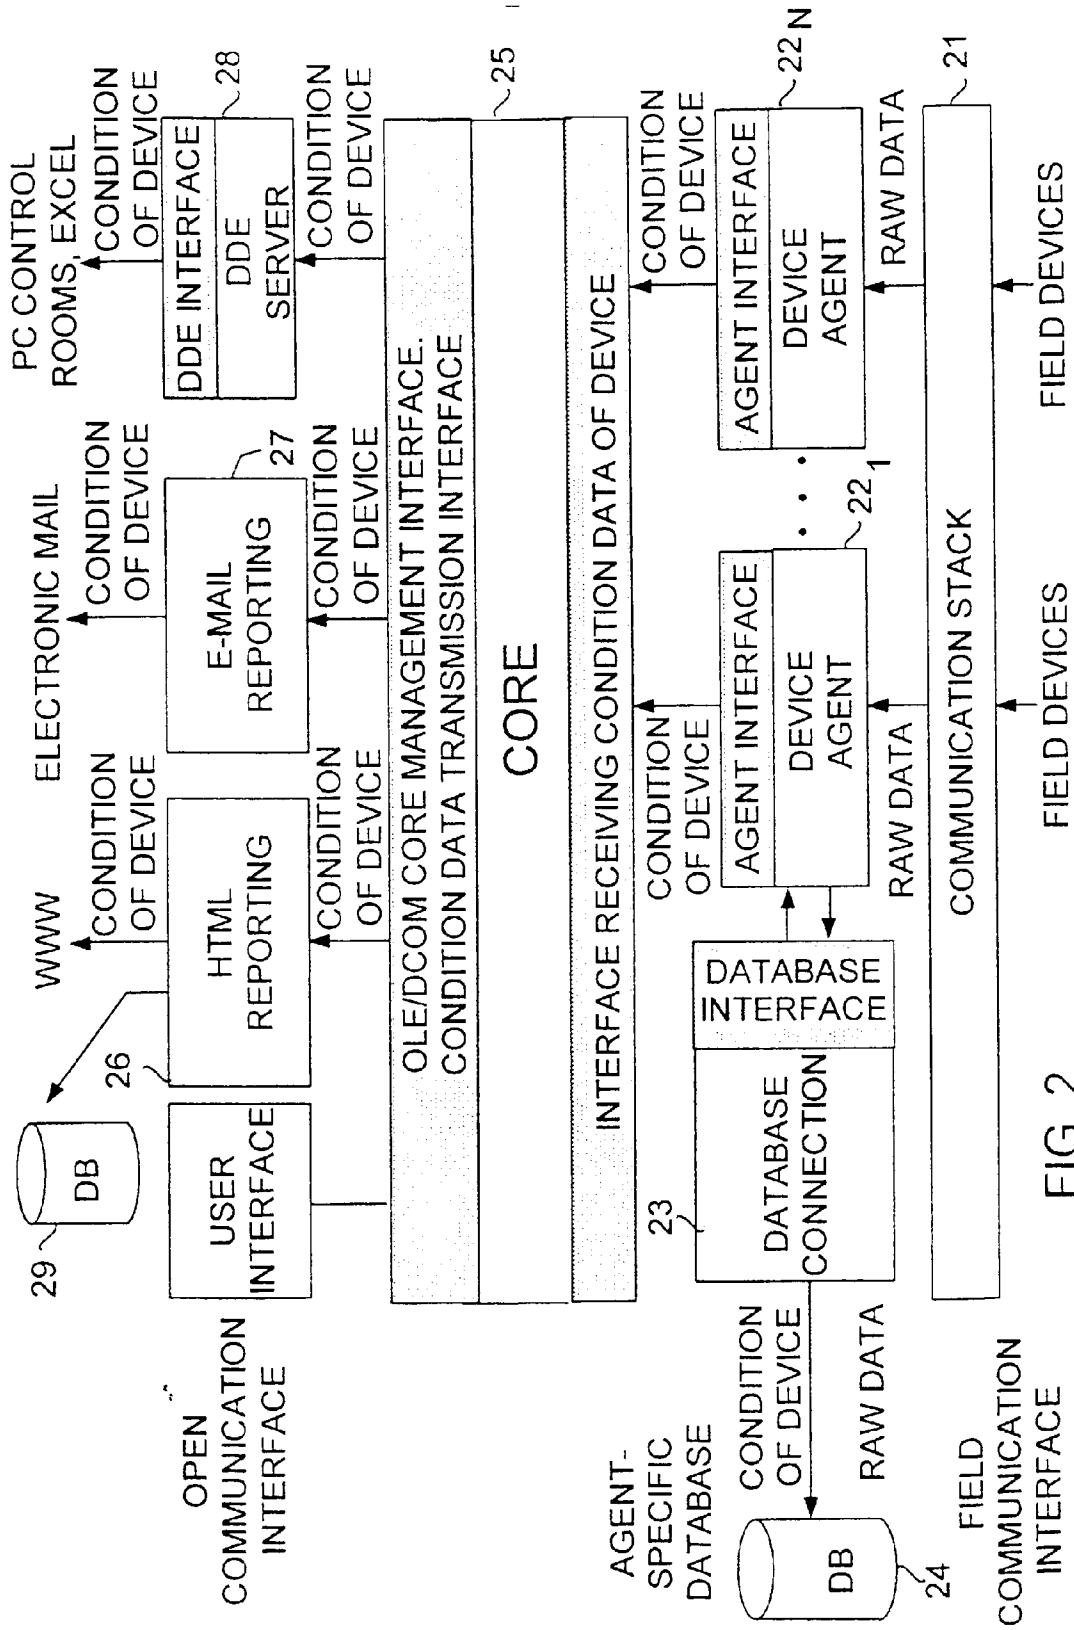 PC CONTROL
ROOMS, EXCEL
ELECTRONIC MAIL
WWW
CONDITION
OF DEVICE
CONDITION
OF DEVICE
CONDITION
OF DEVICE
29
DB
OPEN
COMMUNICATION
INTERFACE
USER
INTERFACE
26
HTML
REPORTING
27
E-MAIL
REPORTING
28
DDE INTERFACE
DDE
SERVER
CONDITION
OF DEVICE
CONDITION
OF DEVICE
CONDITION
OF DEVICE
25
OLE/DCOM CORE MANAGEMENT INTERFACE.
CONDITION DATA TRANSMISSION INTERFACE
CORE
INTERFACE RECEIVING CONDITION DATA OF DEVICE
CONDITION
OF DEVICE
CONDITION
OF DEVICE
AGENT-
SPECIFIC
DATABASE
DB
24
CONDITION
OF DEVICE
RAW DATA
23
DATABASE
CONNECTION
DATABASE
INTERFACE
AGENT INTERFACE
DEVICE
AGENT
22 1
AGENT INTERFACE
DEVICE
AGENT
22 N
RAW DATA
RAW DATA
21
COMMUNICATION STACK
FIELD
COMMUNICATION
INTERFACE
FIELD DEVICES
FIELD DEVICES
FIG. 2